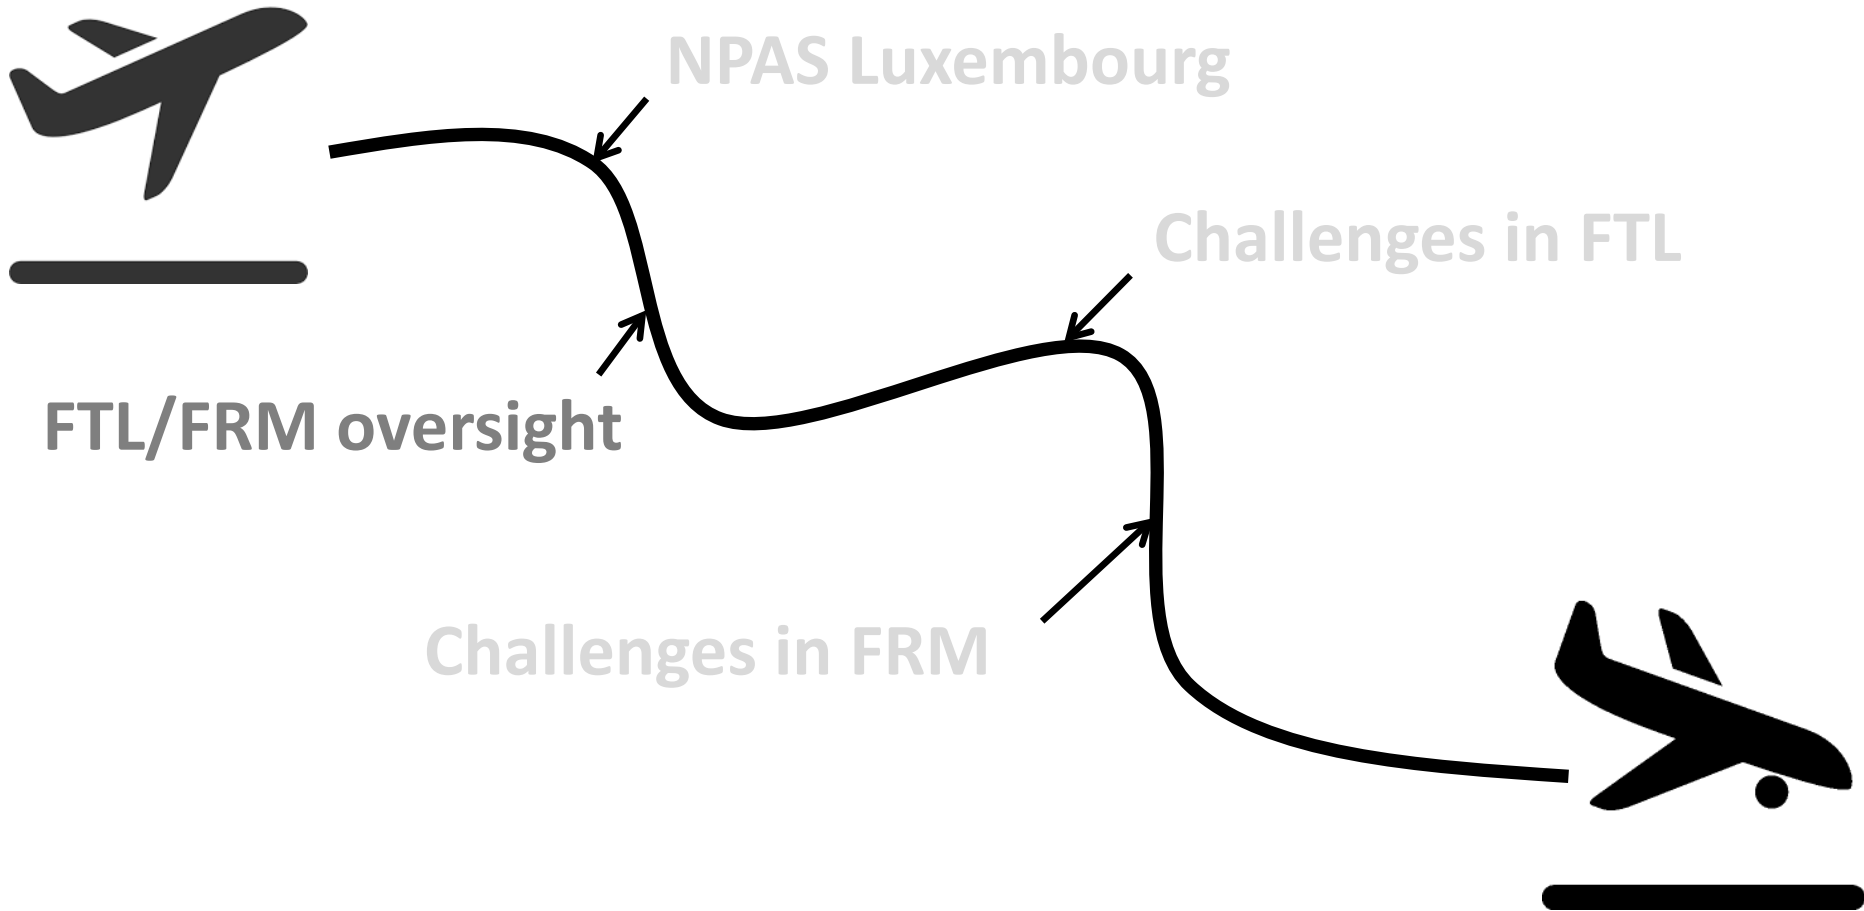 NPAS Luxembourg
Challenges in FTL
FTL/FRM oversight
Challenges in FRM